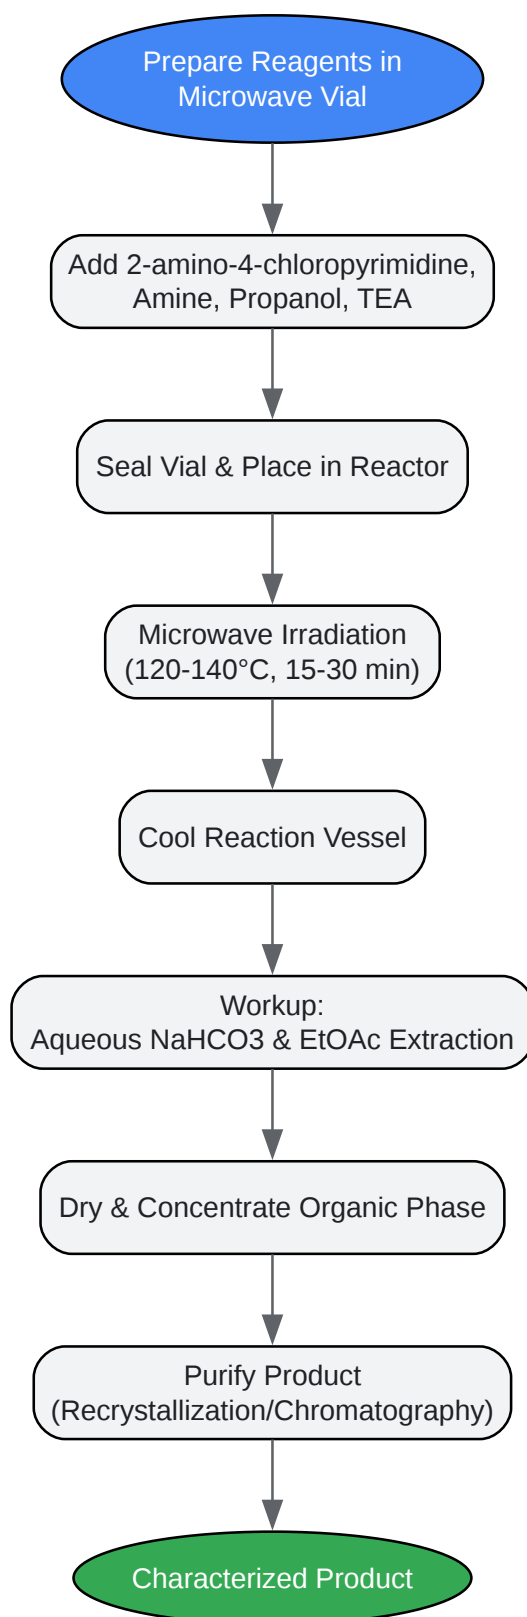 Prepare Reagents in
Microwave Vial
Add 2-amino-4-chloropyrimidine,
Amine, Propanol, TEA
Seal Vial & Place in Reactor
Microwave Irradiation
(120-140°C, 15-30 min)
Cool Reaction Vessel
Workup:
Aqueous NaHCO3 & EtOAc Extraction
Dry & Concentrate Organic Phase
Purify Product
(Recrystallization/Chromatography)
Characterized Product